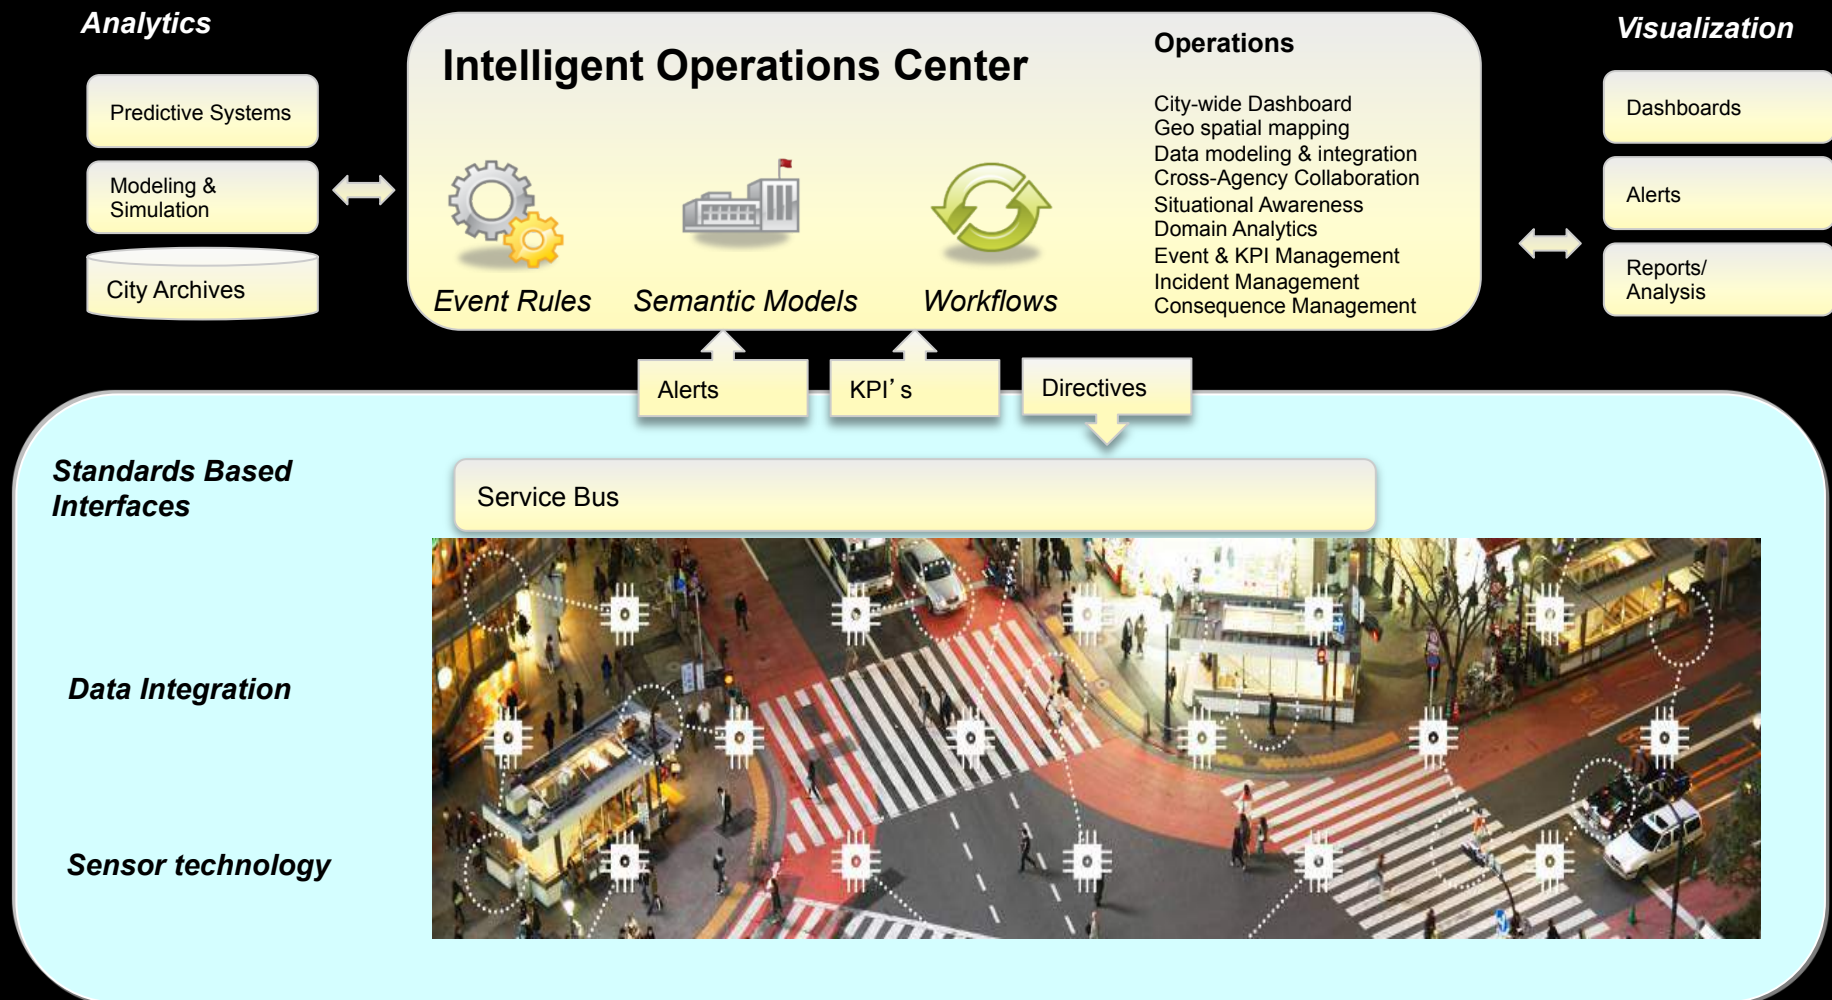 Analytics
Predictive Systems
Modeling &
Simulation
City Archives
Intelligent Operations Center
Event Rules
Semantic Models
Workflows
Operations
City-wide Dashboard
Geo spatial mapping
Data modeling & integration
Cross-Agency Collaboration
Situational Awareness
Domain Analytics
Event & KPI Management
Incident Management
Consequence Management
Visualization
Dashboards
Alerts
Reports/
Analysis
Alerts
KPI’s
Directives
Standards Based
Interfaces
Service Bus
Data Integration
Sensor technology